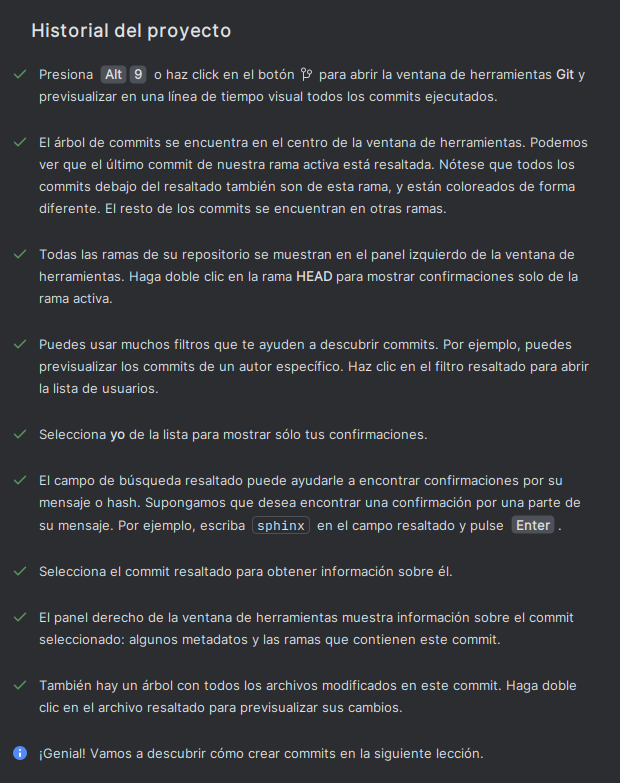 Historial del proyecto
Presiona Alt 9 o haz click en el botón para abrir la ventana de herramientas Git y
previsualizar en una línea de tiempo visual todos los commits ejecutados.
El árbol de commits se encuentra en el centro de la ventana de herramientas. Podemos
ver que el último commit de nuestra rama activa está resaltada. Nótese que todos los
commits debajo del resaltado también son de esta rama, y están coloreados de forma
diferente. El resto de los commits se encuentran en otras ramas.
Todas las ramas de su repositorio se muestran en el panel izquierdo de la ventana de
herramientas. Haga doble clic en la rama HEAD para mostrar confirmaciones solo de la
rama activa.
Puedes usar muchos filtros que te ayuden a descubrir commits. Por ejemplo, puedes
previsualizar los commits de un autor específico. Haz clic en el filtro resaltado para abrir
la lista de usuarios.
Selecciona yo de la lista para mostrar sólo tus confirmaciones.
El campo de búsqueda resaltado puede ayudarle a encontrar confirmaciones por su
mensaje o hash. Supongamos que desea encontrar una confirmación por una parte de
su mensaje. Por ejemplo, escriba sphinx en el campo resaltado y pulse Enter .
Selecciona el commit resaltado para obtener información sobre él.
El panel derecho de la ventana de herramientas muestra información sobre el commit
seleccionado: algunos metadatos y las ramas que contienen este commit.
También hay un árbol con todos los archivos modificados en este commit. Haga doble
clic en el archivo resaltado para previsualizar sus cambios.
¡Genial! Vamos a descubrir cómo crear commits en la siguiente lección.